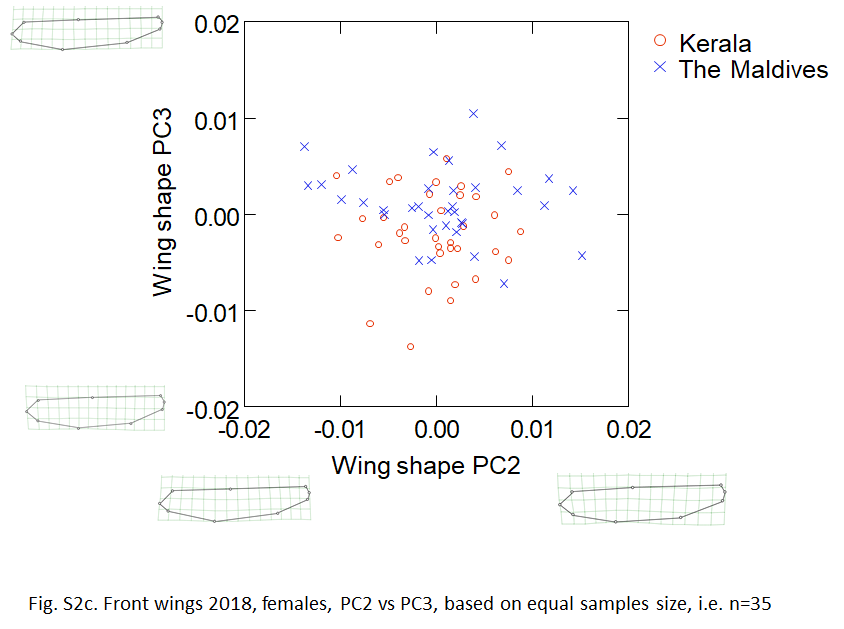 0.02
Kerala
The Maldives
0.01
Wing shape PC3
0.00
-0.01
-0.02
-0.02 -0.01 0.00 0.01 0.02
Wing shape PC2
Fig. S2c. Front wings 2018, females, PC2 vs PC3, based on equal samples size, i.e. n=35